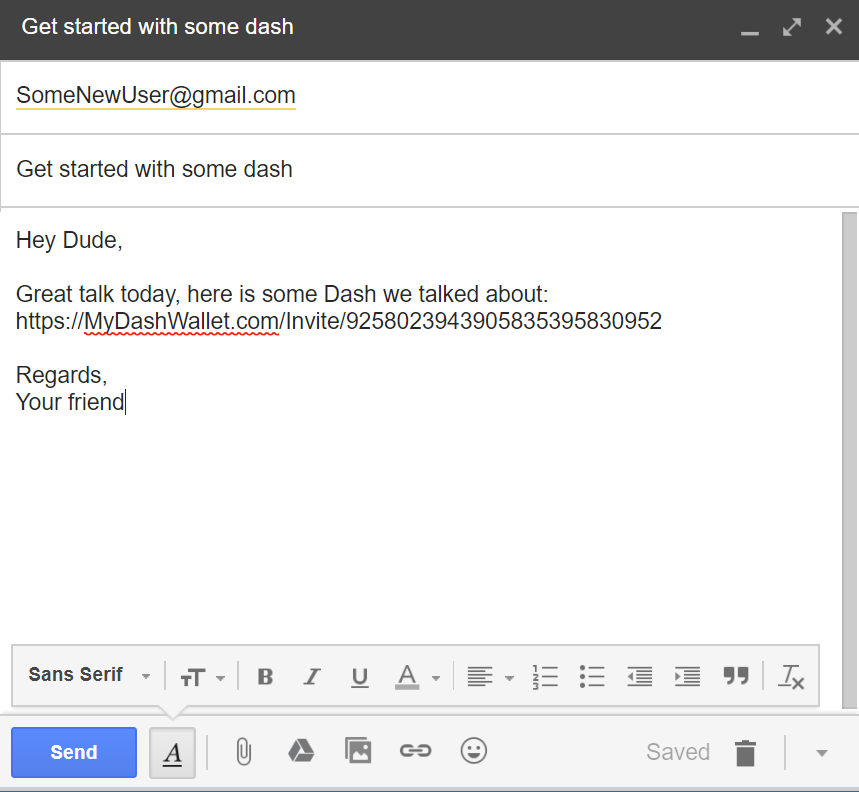 Get started with some dash
SomeNewUser@gmail.com
Get started with some dash
Hey Dude,
Great talk today, here is some Dash we talked about:
https://MyDashWallet.com/Invite/9258023943905835395830952
Regards,
Your friend
Sans Serif
Send
Saved